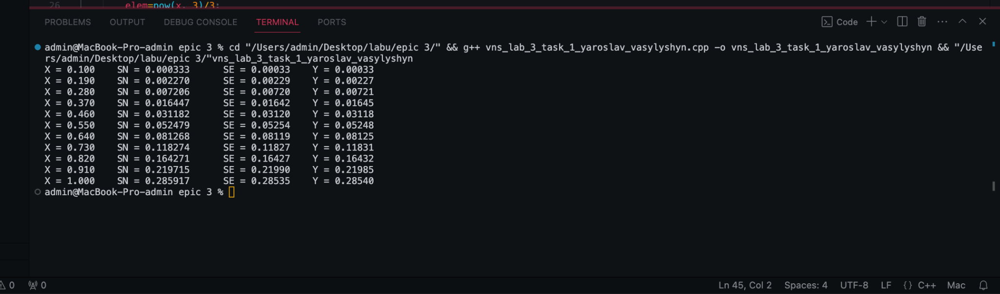 26 elem=pow(x, 3)/3;
PROBLEMS OUTPUT DEBUG CONSOLE TERMINAL PORTS Code
admin@MacBook-Pro-admin epic 3 % cd "/Users/admin/Desktop/labu/epic 3/" && g++ vns_lab_3_task_1_yaroslav_vasylyshyn.cpp -o vns_lab_3_task_1_yaroslav_vasylyshyn && "/Use
rs/admin/Desktop/labu/epic 3/"vns_lab_3_task_1_yaroslav_vasylyshyn
X = 0.100 SN = 0.000333 SE = 0.00033 Y = 0.00033
X = 0.190 SN = 0.002270 SE = 0.00229 Y = 0.00227
X = 0.280 SN = 0.007206 SE = 0.00720 Y = 0.00721
X = 0.370 SN = 0.016447 SE = 0.01642 Y = 0.01645
X = 0.460 SN = 0.031182 SE = 0.03120 Y = 0.03118
X = 0.550 SN = 0.052479 SE = 0.05254 Y = 0.05248
X = 0.640 SN = 0.081268 SE = 0.08119 Y = 0.08125
X = 0.730 SN = 0.118274 SE = 0.11827 Y = 0.11831
X = 0.820 SN = 0.164271 SE = 0.16427 Y = 0.16432
X = 0.910 SN = 0.219715 SE = 0.21990 Y = 0.21985
X = 1.000 SN = 0.285917 SE = 0.28535 Y = 0.28540
admin@MacBook-Pro-admin epic 3 %
0 0 Ln 45, Col 2 Spaces: 4 UTF-8 LF {} C++ Mac